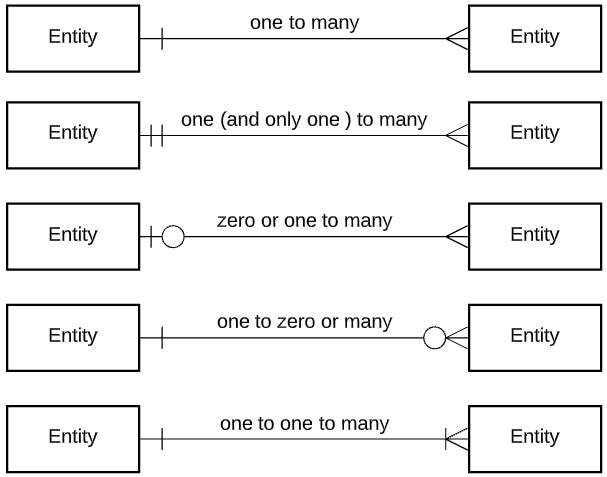 Entity one to many Entity
Entity one (and only one ) to many Entity
Entity zero or one to many Entity
Entity one to zero or many Entity
Entity one to one to many Entity